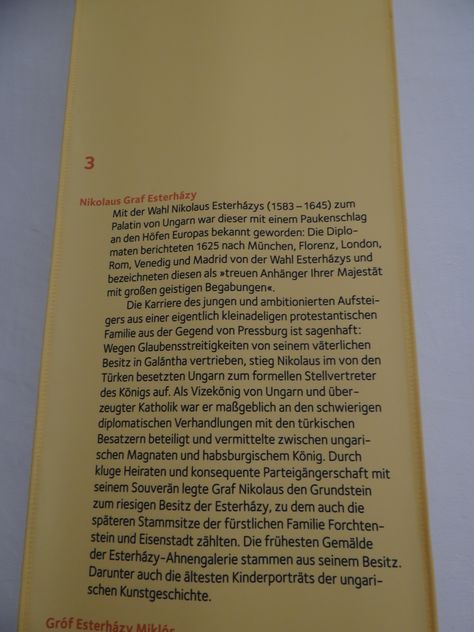 3
Nikolaus Graf Esterházy
Mit der Wahl Nikolaus Esterházys (1583–1645) zum
Palatin von Ungarn war dieser mit einem Paukenschlag
an den Höfen Europas bekannt geworden: Die Diplo-
maten berichteten 1625 nach München, Florenz, London,
Rom, Venedig und Madrid von der Wahl Esterházys und
bezeichneten diesen als »treuen Anhänger Ihrer Majestät
mit großen geistigen Begabungen«.
Die Karriere des jungen und ambitionierten Aufstei-
gers aus einer eigentlich kleinadeligen protestantischen
Familie aus der Gegend von Pressburg ist sagenhaft:
Wegen Glaubensstreitigkeiten von seinem väterlichen
Besitz in Galántha vertrieben, stieg Nikolaus im von den
Türken besetzten Ungarn zum formellen Stellvertreter
des Königs auf. Als Vizekönig von Ungarn und über-
zeugter Katholik war er maßgeblich an den schwierigen
diplomatischen Verhandlungen mit den türkischen
Besatzern beteiligt und vermittelte zwischen ungari-
schen Magnaten und habsburgischem König. Durch
kluge Heiraten und konsequente Parteigängerschaft mit
seinem Souverän legte Graf Nikolaus den Grundstein
zum riesigen Besitz der Esterházy, zu dem auch die
späteren Stammsitze der fürstlichen Familie Forchten-
stein und Eisenstadt zählten. Die frühesten Gemälde
der Esterházy-Ahnengalerie stammen aus seinem Besitz.
Darunter auch die ältesten Kinderporträts der ungari-
schen Kunstgeschichte.
Gróf Esterházy Miklós